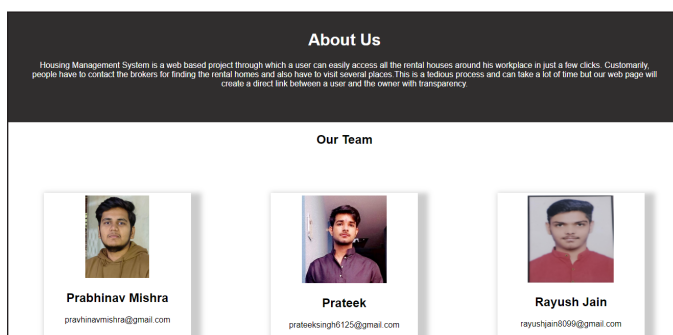 About Us
Housing Management System is a web based project through which a user can easily access all the rental houses around his workplace in just a few clicks. Customarily,
people have to contact the brokers for finding the rental homes and also have to visit several places.This is a tedious process and can take a lot of time but our web page will
create a direct link between a user and the owner with transparency.
Our Team
Prabhinav Mishra
Prateek
Rayush Jain
pravhinavmishra@gmail.com
prateeksingh6125@gmail.com
rayushjain8099@gmail.com